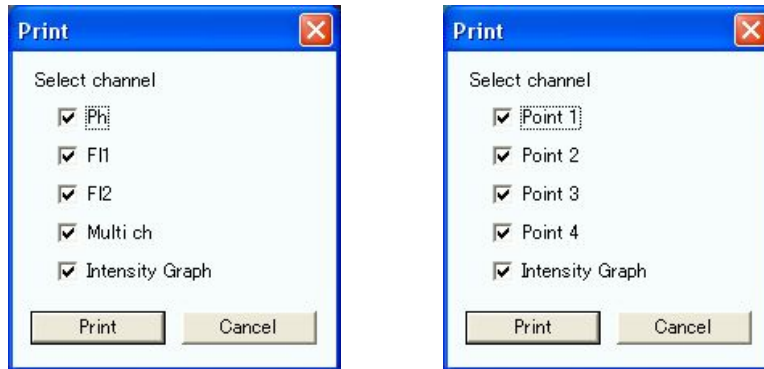 Print
Select channel
Ph
Fl1
Fl2
Multi ch
Intensity Graph
Print Cancel
Print
Select channel
Point 1
Point 2
Point 3
Point 4
Intensity Graph
Print Cancel